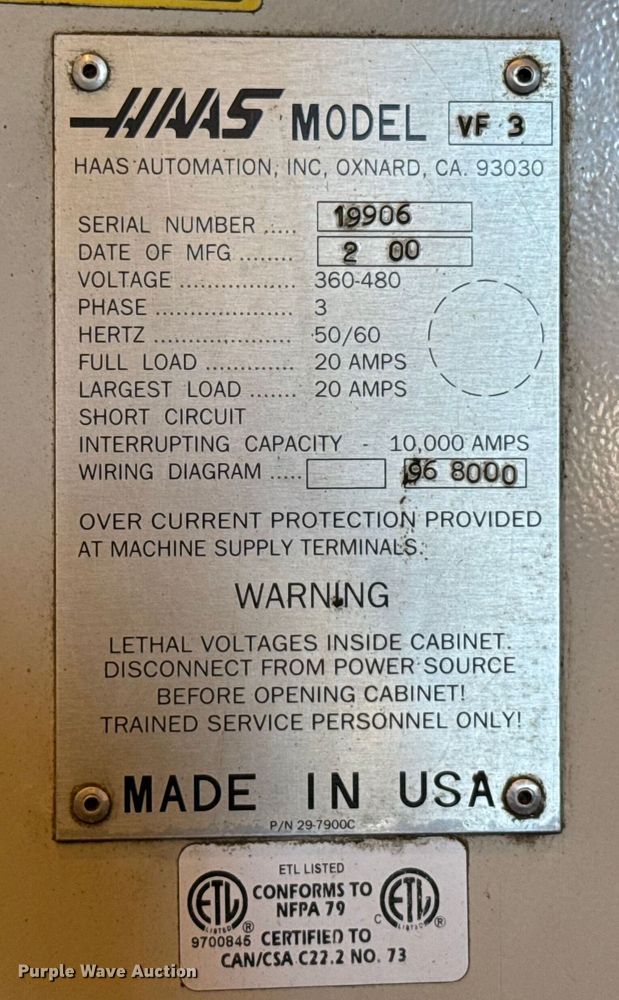 HAAS MODEL VF 3
HAAS AUTOMATION, INC, OXNARD, CA. 93030
SERIAL NUMBER ..... 19906
DATE OF MFG ........ 2 00
VOLTAGE ................ 360-480
PHASE .................... 3
HERTZ .................... 50/60
FULL LOAD ............. 20 AMPS
LARGEST LOAD ....... 20 AMPS
SHORT CIRCUIT
INTERRUPTING CAPACITY - 10,000 AMPS
WIRING DIAGRAM ..... 96 8000
OVER CURRENT PROTECTION PROVIDED
AT MACHINE SUPPLY TERMINALS.
WARNING
LETHAL VOLTAGES INSIDE CABINET.
DISCONNECT FROM POWER SOURCE
BEFORE OPENING CABINET!
TRAINED SERVICE PERSONNEL ONLY!
MADE IN USA
P/N 29-7900C
ETL LISTED
CONFORMS TO
NFPA 79
ETL LISTED ®
C ETL LISTED ®
9700845 CERTIFIED TO
CAN/CSA C22.2 NO. 73
Purple Wave Auction